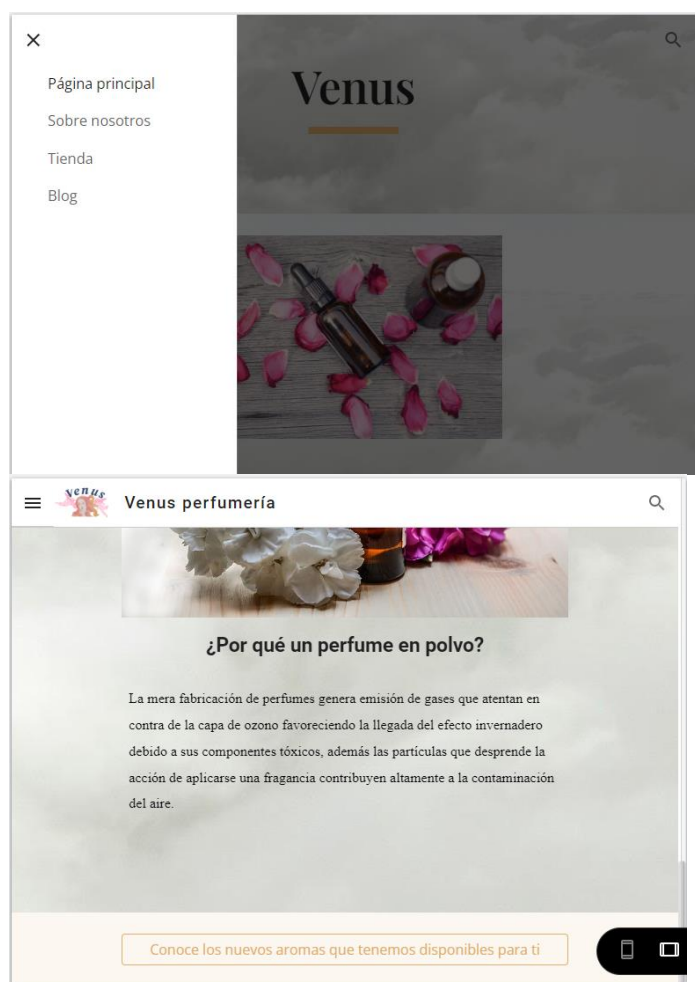 Venus
Página principal
Sobre nosotros
Tienda
Blog
Venus
Venus perfumería
¿Por qué un perfume en polvo?
La mera fabricación de perfumes genera emisión de gases que atentan en
contra de la capa de ozono favoreciendo la llegada del efecto invernadero
debido a sus componentes tóxicos, además las partículas que desprende la
acción de aplicarse una fragancia contribuyen altamente a la contaminación
del aire.
Conoce los nuevos aromas que tenemos disponibles para ti